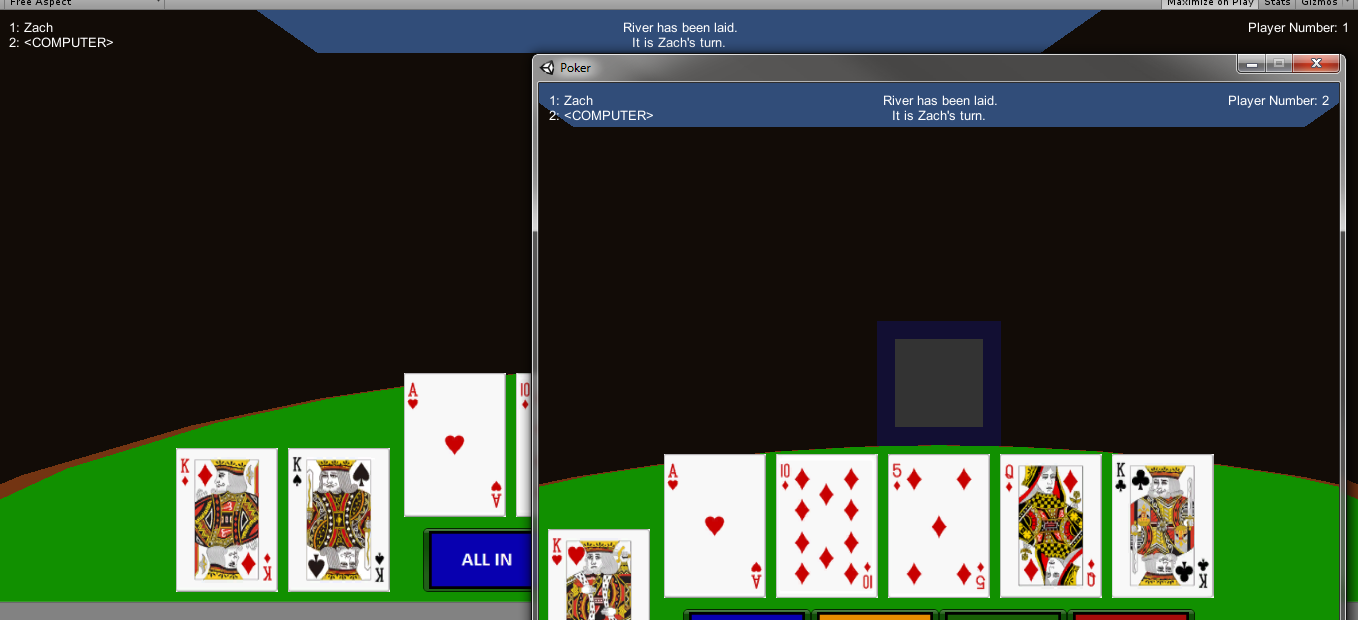 Free Aspect
Maximize on Play Stats Gizmos
1: Zach
2: <COMPUTER>
River has been laid.
It is Zach's turn.
Player Number: 1
Poker
1: Zach
2: <COMPUTER>
River has been laid.
It is Zach's turn.
Player Number: 2
A
10
A
K
K
K
K
ALL IN
A
A
10
10
5
5
Q
Q
K
K
K